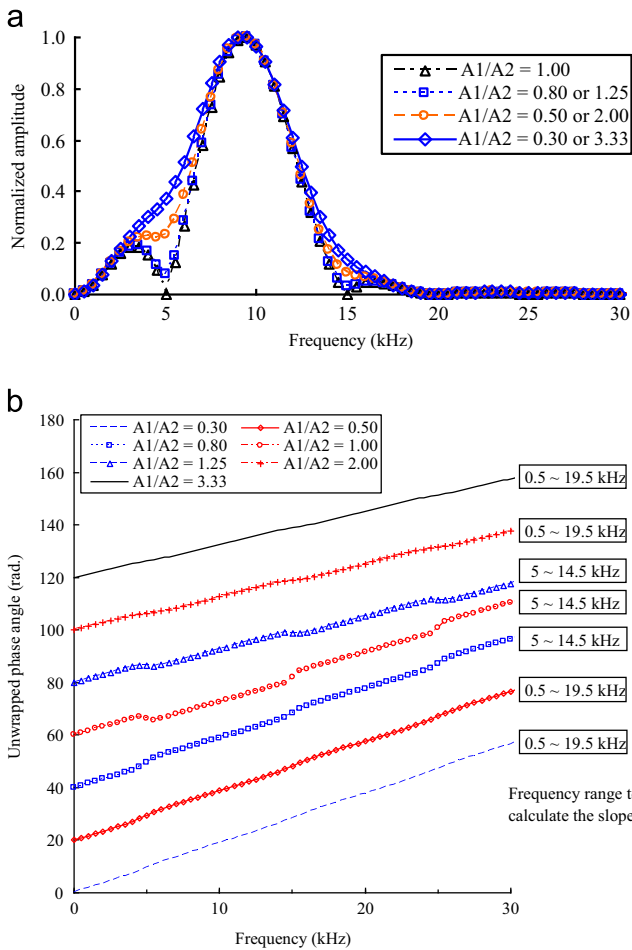 a
1.0
0.8
0.6
0.4
0.2
0.0
Normalized amplitude
A1/A2 = 1.00
A1/A2 = 0.80 or 1.25
A1/A2 = 0.50 or 2.00
A1/A2 = 0.30 or 3.33
0 5 10 15 20 25 30
Frequency (kHz)
b
180
160
140
120
100
80
60
40
20
0
Unwrapped phase angle (rad.)
A1/A2 = 0.30 A1/A2 = 0.50
A1/A2 = 0.80 A1/A2 = 1.00
A1/A2 = 1.25 A1/A2 = 2.00
A1/A2 = 3.33
0.5 ~ 19.5 kHz
0.5 ~ 19.5 kHz
5 ~ 14.5 kHz
5 ~ 14.5 kHz
5 ~ 14.5 kHz
0.5 ~ 19.5 kHz
0.5 ~ 19.5 kHz
Frequency range t
calculate the slope
0 10 20 30
Frequency (kHz)